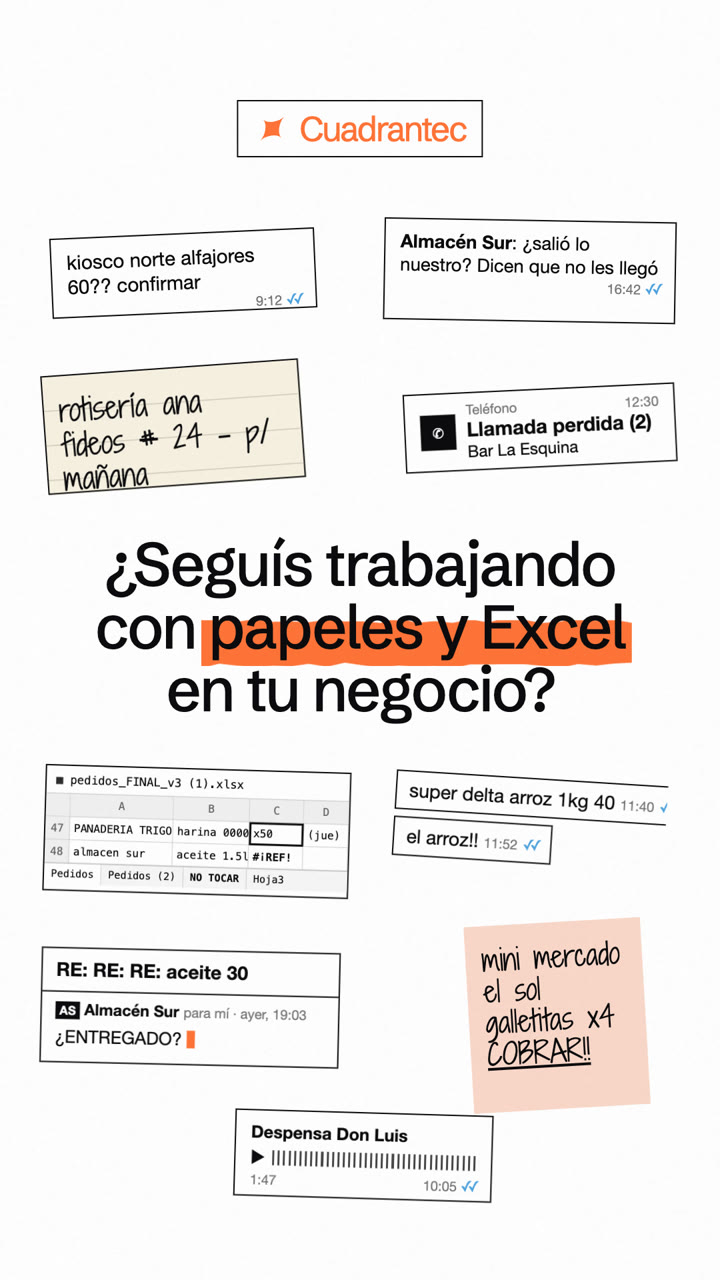 Cuadrantec
kiosco norte alfajores
60?? confirmar
9:12
Almacén Sur: ¿salió lo
nuestro? Dicen que no les llegó
16:42
rotisería ana
fideos # 24 - p/
mañana
Teléfono
12:30
Llamada perdida (2)
Bar La Esquina
¿Seguís trabajando
con papeles y Excel
en tu negocio?
pedidos_FINAL_v3 (1).xlsx
A B C D
47 PANADERIA TRIGO harina 0000 x50 (jue)
48 almacen sur aceite 1.5l #¡REF!
Pedidos Pedidos (2) NO TOCAR Hoja3
super delta arroz 1kg 40 11:40
el arroz!! 11:52
RE: RE: RE: aceite 30
AS Almacén Sur para mí · ayer, 19:03
¿ENTREGADO?
mini mercado
el sol
galletitas x4
COBRAR!!
Despensa Don Luis
1:47
10:05